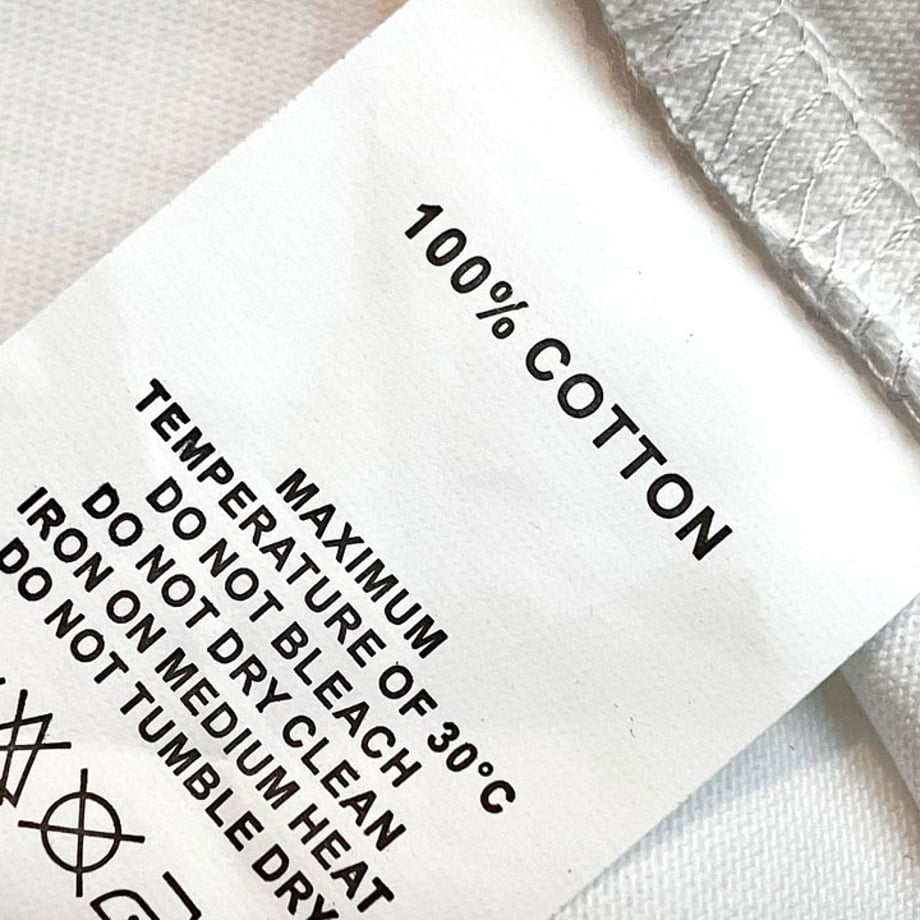 100% COTTON
MAXIMUM
TEMPERATURE OF 30°C
DO NOT BLEACH
DO NOT DRY CLEAN
IRON ON MEDIUM HEAT
DO NOT TUMBLE DRY